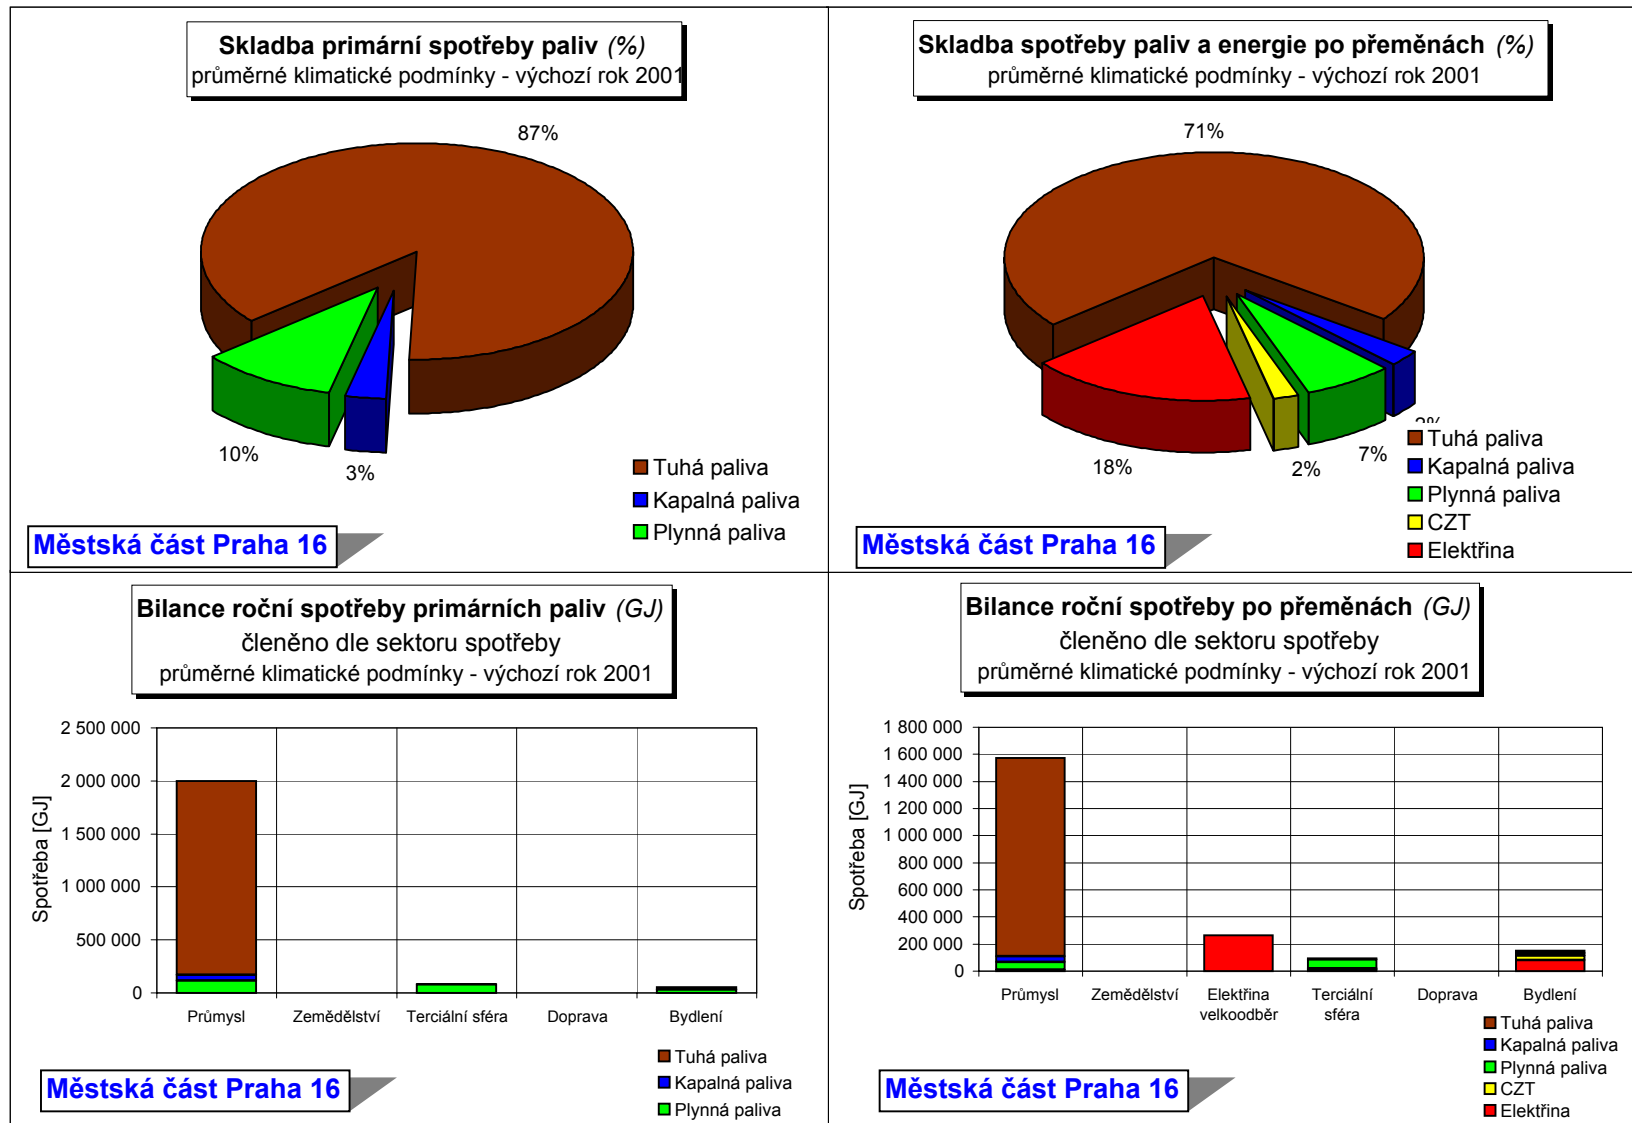 Skladba primární spotřeby paliv (%)
průměrné klimatické podmínky - výchozí rok 2001
87%
10%
3%
Tuhá paliva
Kapalná paliva
Plynná paliva
Městská část Praha 16
Skladba spotřeby paliv a energie po přeměnách (%)
průměrné klimatické podmínky - výchozí rok 2001
71%
18%
2%
7%
Tuhá paliva
Kapalná paliva
Plynná paliva
CZT
Elektřina
Městská část Praha 16
Bilance roční spotřeby primárních paliv (GJ)
členěno dle sektoru spotřeby
průměrné klimatické podmínky - výchozí rok 2001
Spotřeba [GJ]
2 500 000
2 000 000
1 500 000
1 000 000
500 000
0
Průmysl Zemědělství Terciální sféra Doprava Bydlení
Tuhá paliva
Kapalná paliva
Plynná paliva
Městská část Praha 16
Bilance roční spotřeby po přeměnách (GJ)
členěno dle sektoru spotřeby
průměrné klimatické podmínky - výchozí rok 2001
Spotřeba [GJ]
1 800 000
1 600 000
1 400 000
1 200 000
1 000 000
800 000
600 000
400 000
200 000
0
Průmysl Zemědělství Elektřina Terciální Doprava Bydlení
velkoodběr sféra
Tuhá paliva
Kapalná paliva
Plynná paliva
CZT
Elektřina
Městská část Praha 16